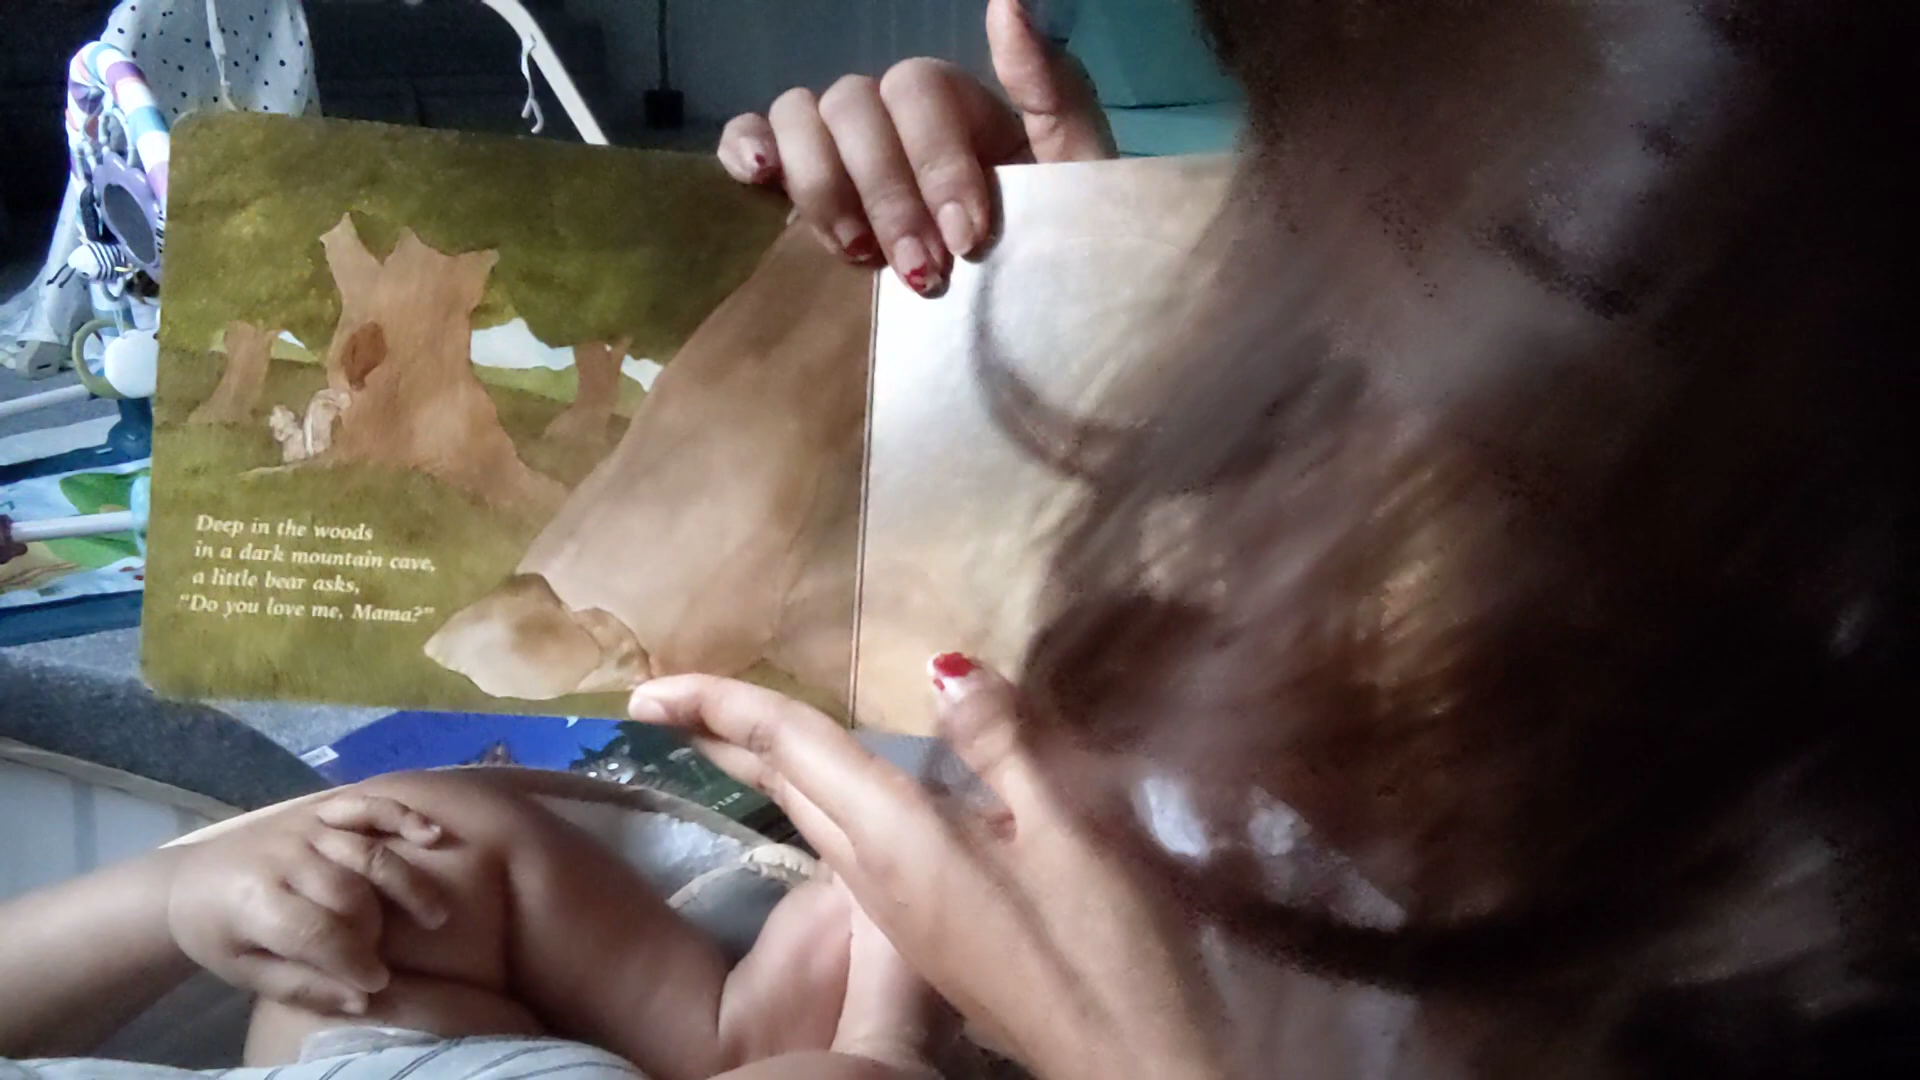 Deep in the woods
in a dark mountain cave,
a little bear asks,
"Do you love me, Mama?"